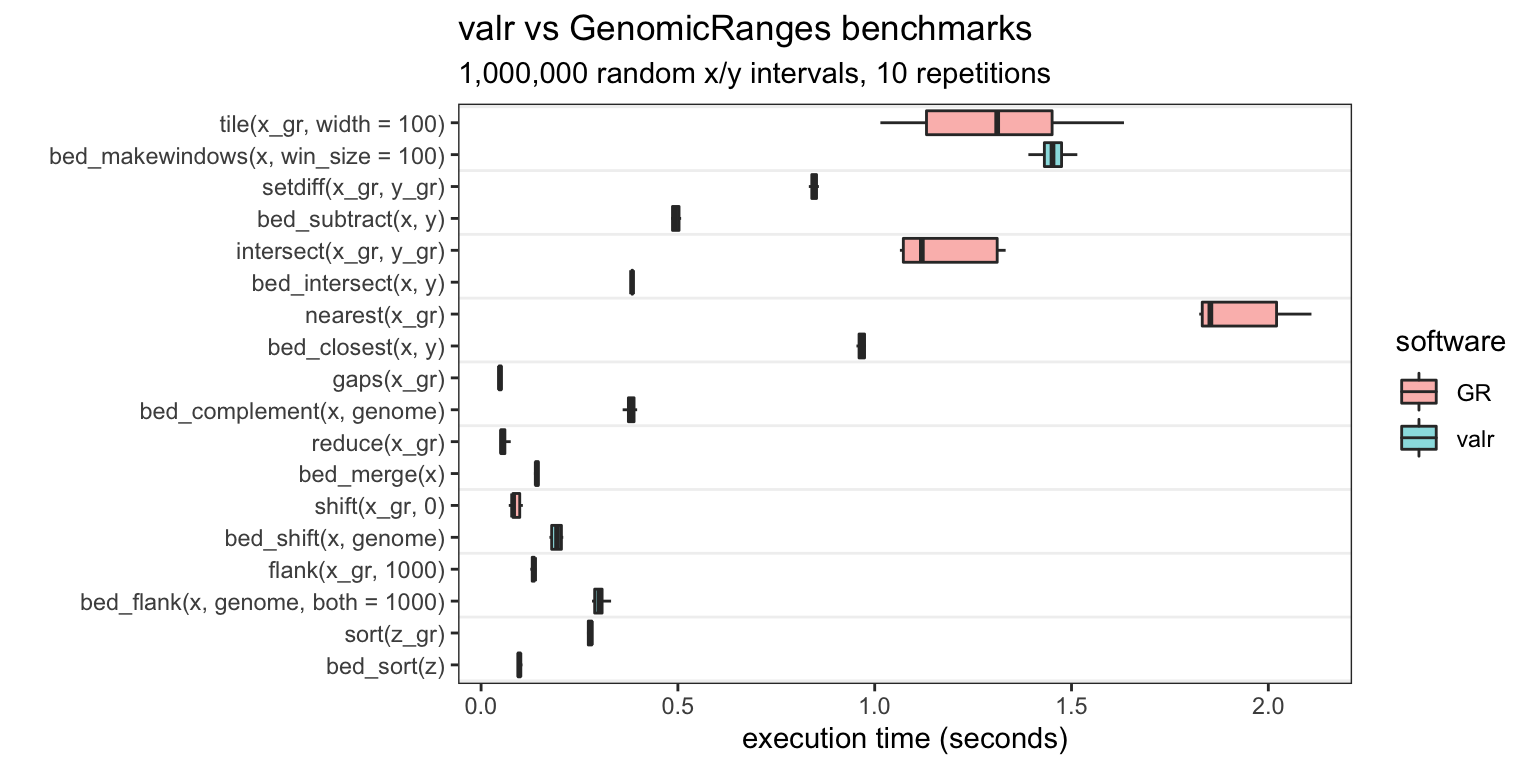 valr vs GenomicRanges benchmarks
1,000,000 random x/y intervals, 10 repetitions
tile(x_gr, width = 100)
bed_makewindows(x, win_size = 100)
setdiff(x_gr, y_gr)
bed_subtract(x, y)
intersect(x_gr, y_gr)
bed_intersect(x, y)
nearest(x_gr)
bed_closest(x, y)
gaps(x_gr)
bed_complement(x, genome)
reduce(x_gr)
bed_merge(x)
shift(x_gr, 0)
bed_shift(x, genome)
flank(x_gr, 1000)
bed_flank(x, genome, both = 1000)
sort(z_gr)
bed_sort(z)
0.0 0.5 1.0 1.5 2.0
execution time (seconds)
software
GR
valr